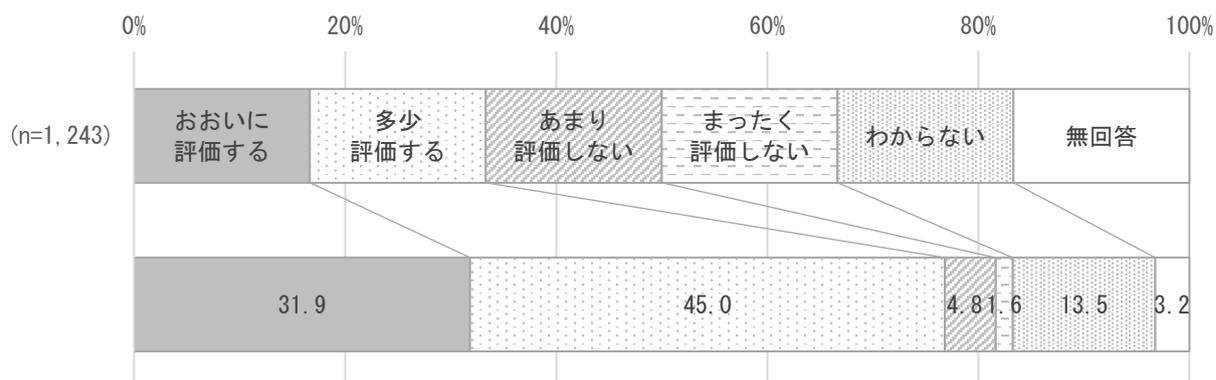 0% 20% 40% 60% 80% 100%
(n=1,243)
おおいに
評価する
多少
評価する
あまり
評価しない
まったく
評価しない
わからない
無回答
31.9 45.0 4.8 1.6 13.5 3.2